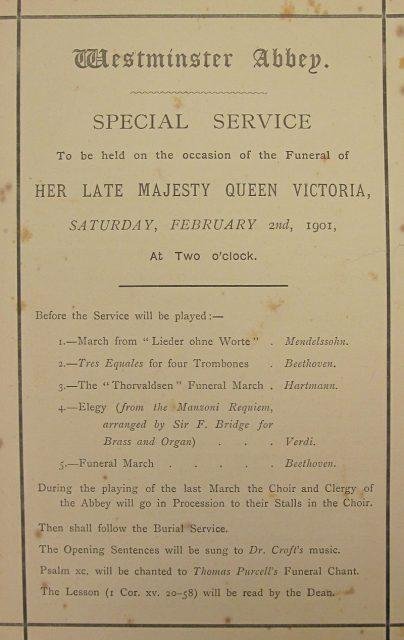 Westminster Abbey.
SPECIAL SERVICE
To be held on the occasion of the Funeral of
HER LATE MAJESTY QUEEN VICTORIA,
SATURDAY, FEBRUARY 2nd, 1901,
At Two o'clock.
Before the Service will be played:—
1.—March from "Lieder ohne Worte" . Mendelssohn.
2.—Tres Equales for four Trombones . Beethoven.
3.—The "Thorvaldsen" Funeral March . Hartmann.
4.—Elegy (from the Manzoni Requiem,
arranged by Sir F. Bridge for
Brass and Organ) . . . Verdi.
5.—Funeral March . . . . . Beethoven.
During the playing of the last March the Choir and Clergy of
the Abbey will go in Procession to their Stalls in the Choir.
Then shall follow the Burial Service.
The Opening Sentences will be sung to Dr. Croft's music.
Psalm xc. will be chanted to Thomas Purcell's Funeral Chant.
The Lesson (1 Cor. xv. 20-58) will be read by the Dean.